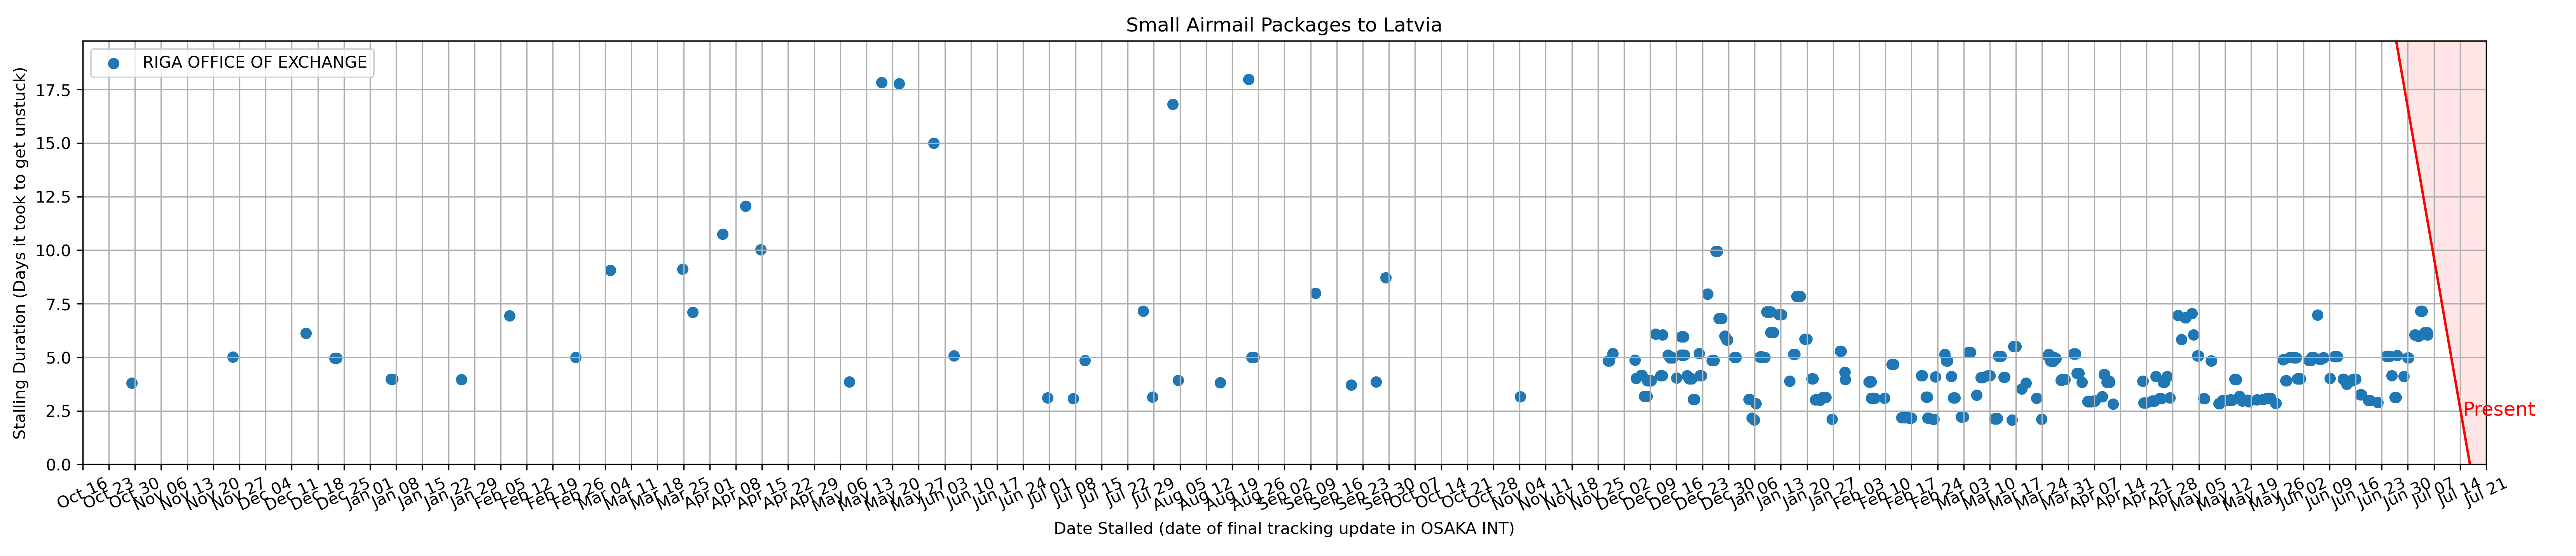 Small Airmail Packages to Latvia
RIGA OFFICE OF EXCHANGE
Stalling Duration (Days it took to get unstuck)
17.5
15.0
12.5
10.0
7.5
5.0
2.5
0.0
Present
Oct 16
Oct 23
Oct 30
Nov 06
Nov 13
Nov 20
Nov 27
Dec 04
Dec 11
Dec 18
Dec 25
Jan 01
Jan 08
Jan 15
Jan 22
Jan 29
Feb 05
Feb 12
Feb 19
Feb 26
Mar 04
Mar 11
Mar 18
Mar 25
Apr 01
Apr 08
Apr 15
Apr 22
Apr 29
May 06
May 13
May 20
May 27
Jun 03
Jun 10
Jun 17
Jun 24
Jul 01
Jul 08
Jul 15
Jul 22
Jul 29
Aug 05
Aug 12
Aug 19
Aug 26
Sep 02
Sep 09
Sep 16
Sep 23
Sep 30
Oct 07
Oct 14
Oct 21
Oct 28
Nov 04
Nov 11
Nov 18
Nov 25
Dec 02
Dec 09
Dec 16
Dec 23
Dec 30
Jan 06
Jan 13
Jan 20
Jan 27
Feb 03
Feb 10
Feb 17
Feb 24
Mar 03
Mar 10
Mar 17
Mar 24
Mar 31
Apr 07
Apr 14
Apr 21
Apr 28
May 05
May 12
May 19
May 26
Jun 02
Jun 09
Jun 16
Jun 23
Jun 30
Jul 07
Jul 14
Jul 21
Date Stalled (date of final tracking update in OSAKA INT)